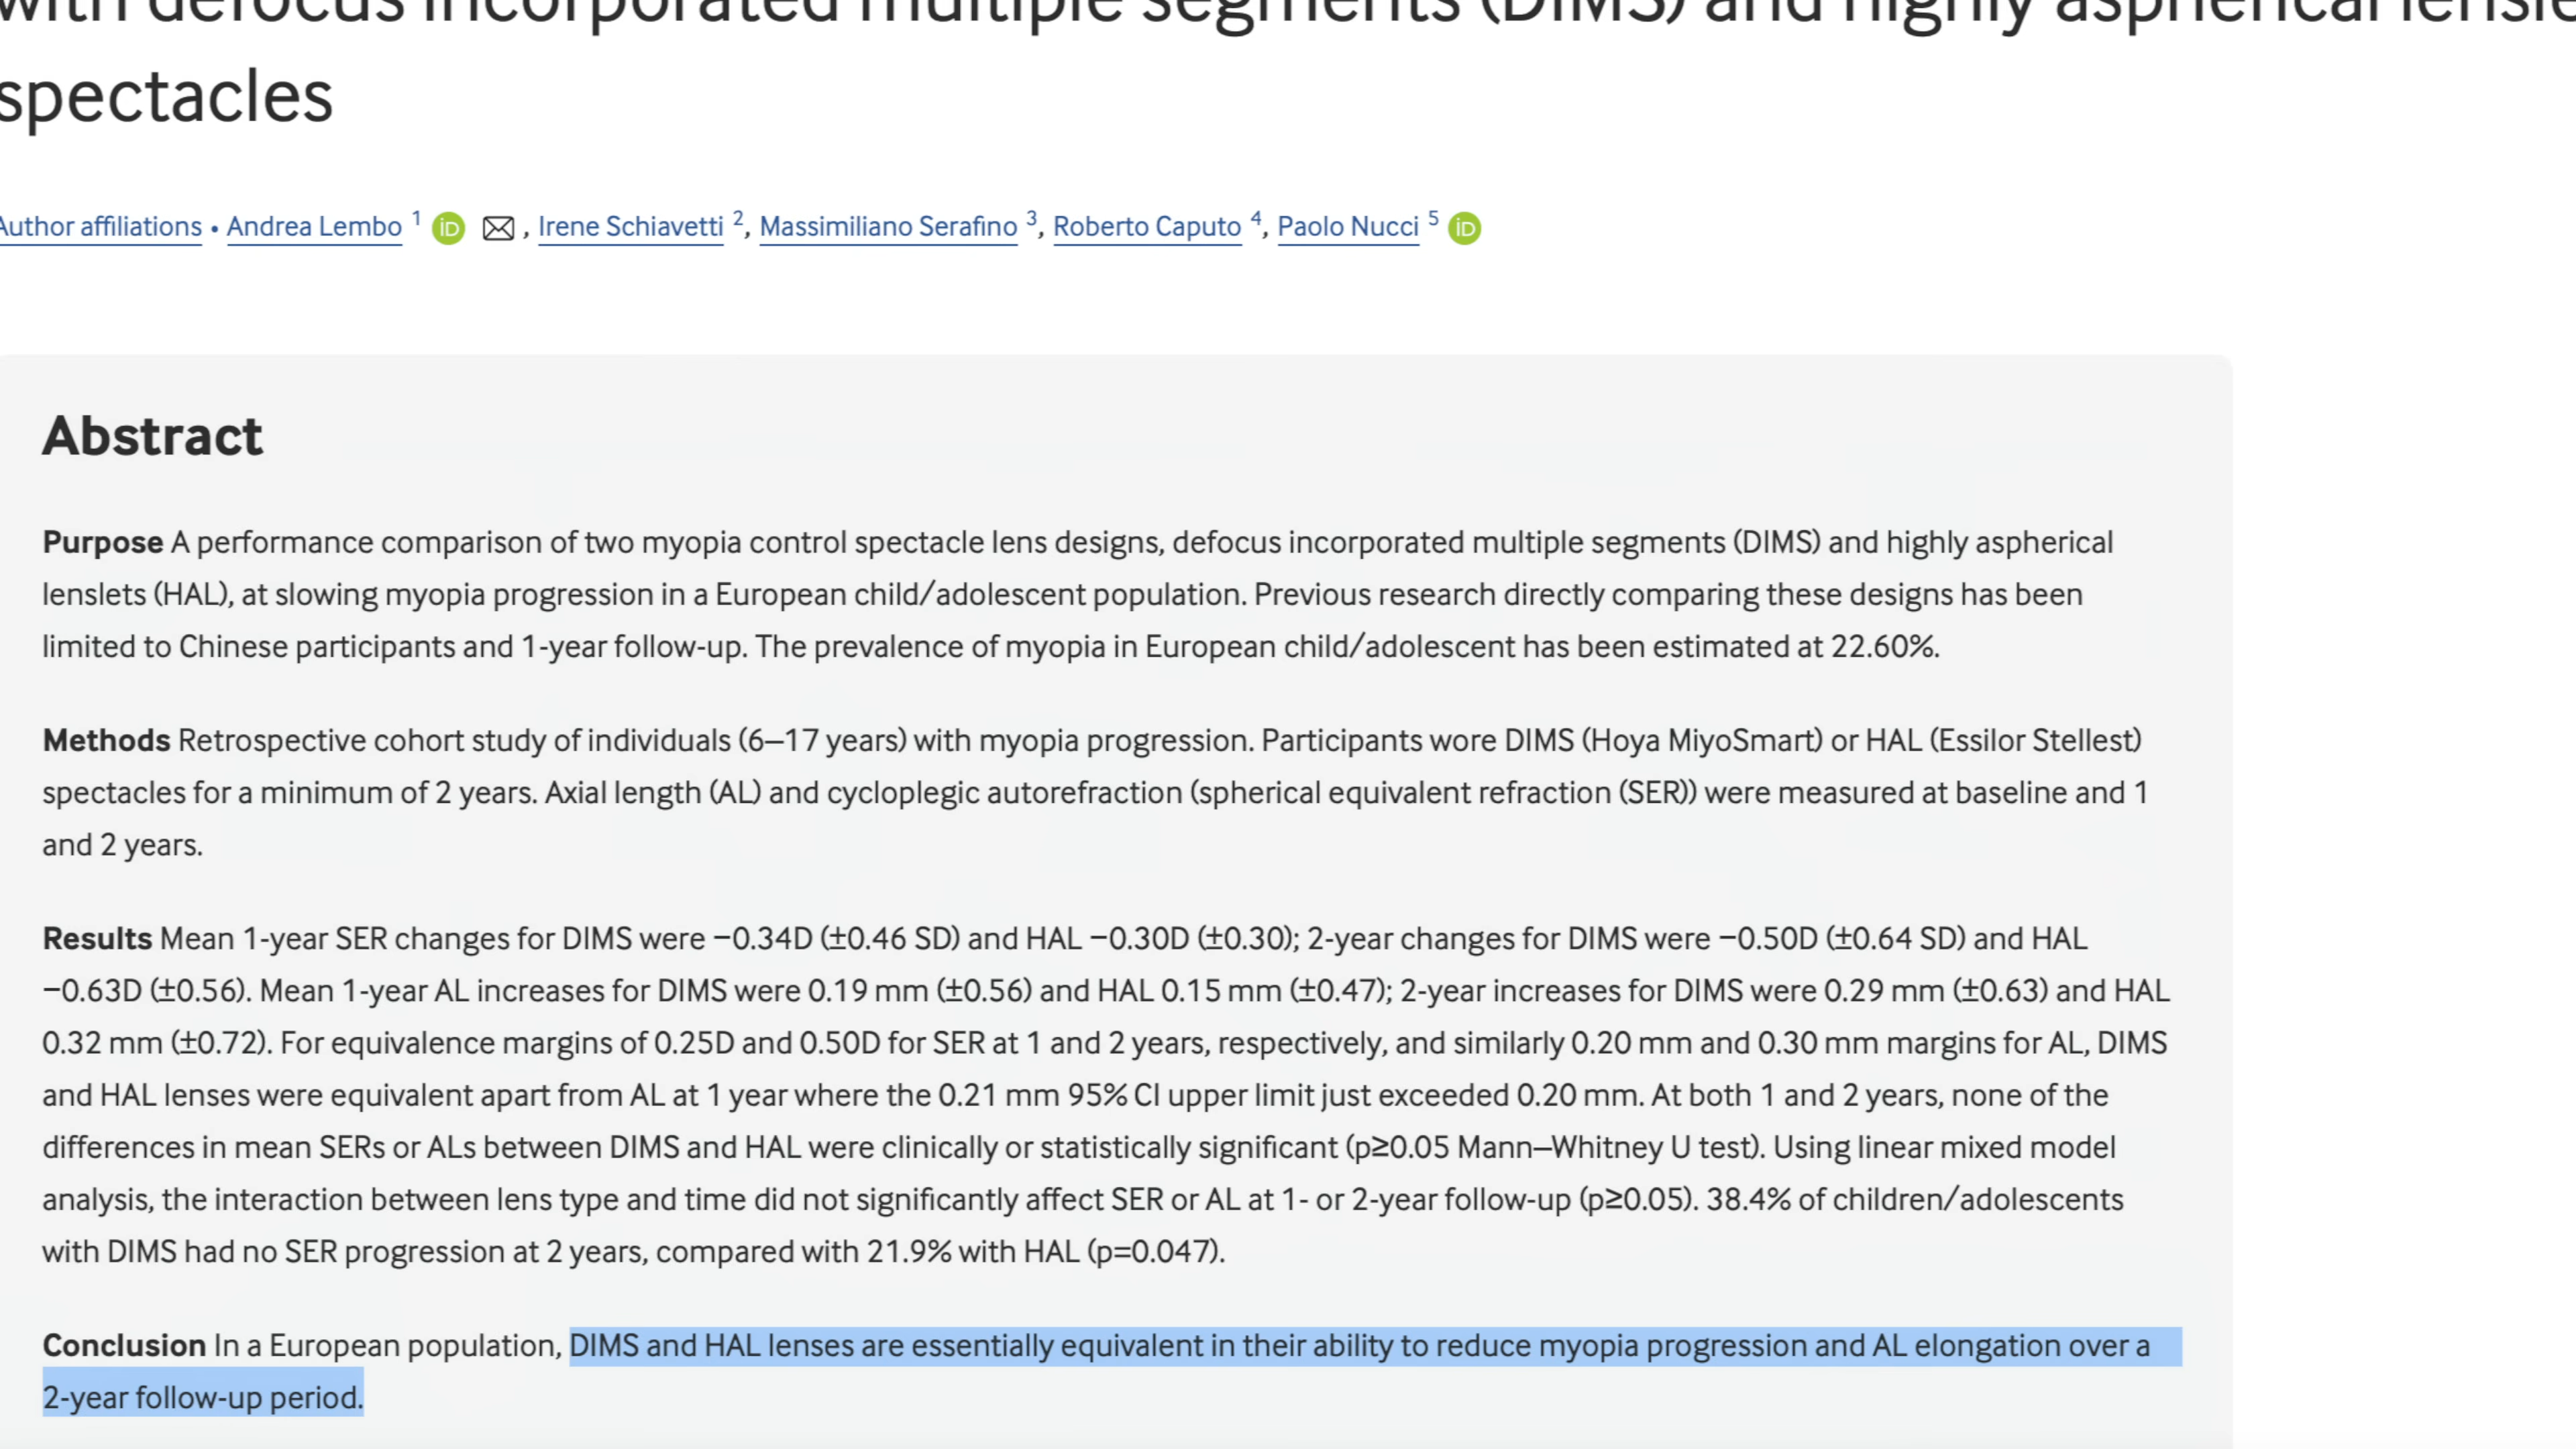 with defocus incorporated multiple segments (DIMS) and highly aspherical
spectacles
Author affiliations • Andrea Lembo 1 iD , Irene Schiavetti 2, Massimiliano Serafino 3, Roberto Caputo 4, Paolo Nucci 5 iD
Abstract
Purpose A performance comparison of two myopia control spectacle lens designs, defocus incorporated multiple segments (DIMS) and highly aspherical
lenslets (HAL), at slowing myopia progression in a European child/adolescent population. Previous research directly comparing these designs has been
limited to Chinese participants and 1-year follow-up. The prevalence of myopia in European child/adolescent has been estimated at 22.60%.
Methods Retrospective cohort study of individuals (6–17 years) with myopia progression. Participants wore DIMS (Hoya MiyoSmart) or HAL (Essilor Stellest)
spectacles for a minimum of 2 years. Axial length (AL) and cycloplegic autorefraction (spherical equivalent refraction (SER)) were measured at baseline and 1
and 2 years.
Results Mean 1-year SER changes for DIMS were −0.34D (±0.46 SD) and HAL −0.30D (±0.30); 2-year changes for DIMS were −0.50D (±0.64 SD) and HAL
−0.63D (±0.56). Mean 1-year AL increases for DIMS were 0.19 mm (±0.56) and HAL 0.15 mm (±0.47); 2-year increases for DIMS were 0.29 mm (±0.63) and HAL
0.32 mm (±0.72). For equivalence margins of 0.25D and 0.50D for SER at 1 and 2 years, respectively, and similarly 0.20 mm and 0.30 mm margins for AL, DIMS
and HAL lenses were equivalent apart from AL at 1 year where the 0.21 mm 95% CI upper limit just exceeded 0.20 mm. At both 1 and 2 years, none of the
differences in mean SERs or ALs between DIMS and HAL were clinically or statistically significant (p≥0.05 Mann–Whitney U test). Using linear mixed model
analysis, the interaction between lens type and time did not significantly affect SER or AL at 1- or 2-year follow-up (p≥0.05). 38.4% of children/adolescents
with DIMS had no SER progression at 2 years, compared with 21.9% with HAL (p=0.047).
Conclusion In a European population, DIMS and HAL lenses are essentially equivalent in their ability to reduce myopia progression and AL elongation over a
2-year follow-up period.